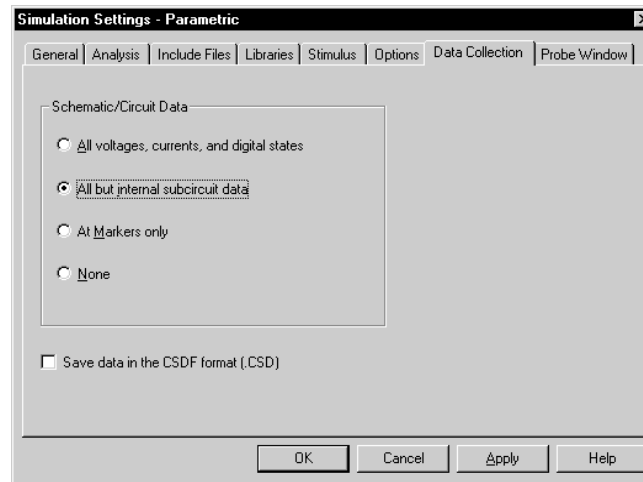 Simulation Settings - Parametric
General Analysis Include Files Libraries Stimulus Options Data Collection Probe Window
Schematic/Circuit Data
All voltages, currents, and digital states
All but internal subcircuit data
At Markers only
None
Save data in the CSDF format (.CSD)
OK Cancel Apply Help